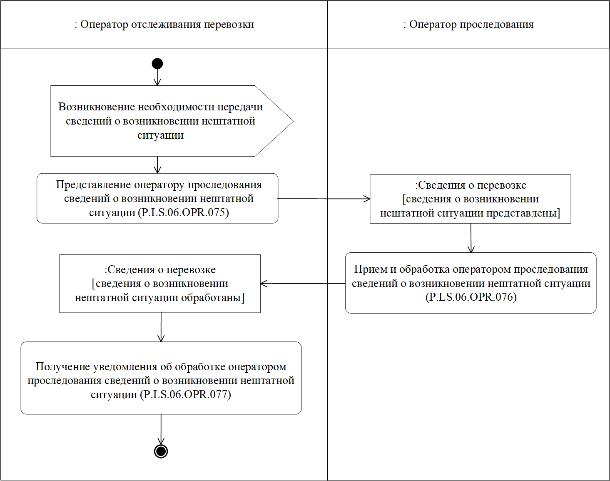 : Оператор отслеживания перевозки
: Оператор проследования
Возникновение необходимости передачи
сведений о возникновении нештатной
ситуации
Представление оператору проследования
сведений о возникновении нештатной
ситуации (P.LS.06.OPR.075)
:Сведения о перевозке
[сведения о возникновении
нештатной ситуации представлены]
Прием и обработка оператором проследования
сведений о возникновении нештатной ситуации
(P.LS.06.OPR.076)
:Сведения о перевозке
[сведения о возникновении
нештатной ситуации обработаны]
Получение уведомления об обработке оператором
проследования сведений о возникновении нештатной
ситуации (P.LS.06.OPR.077)